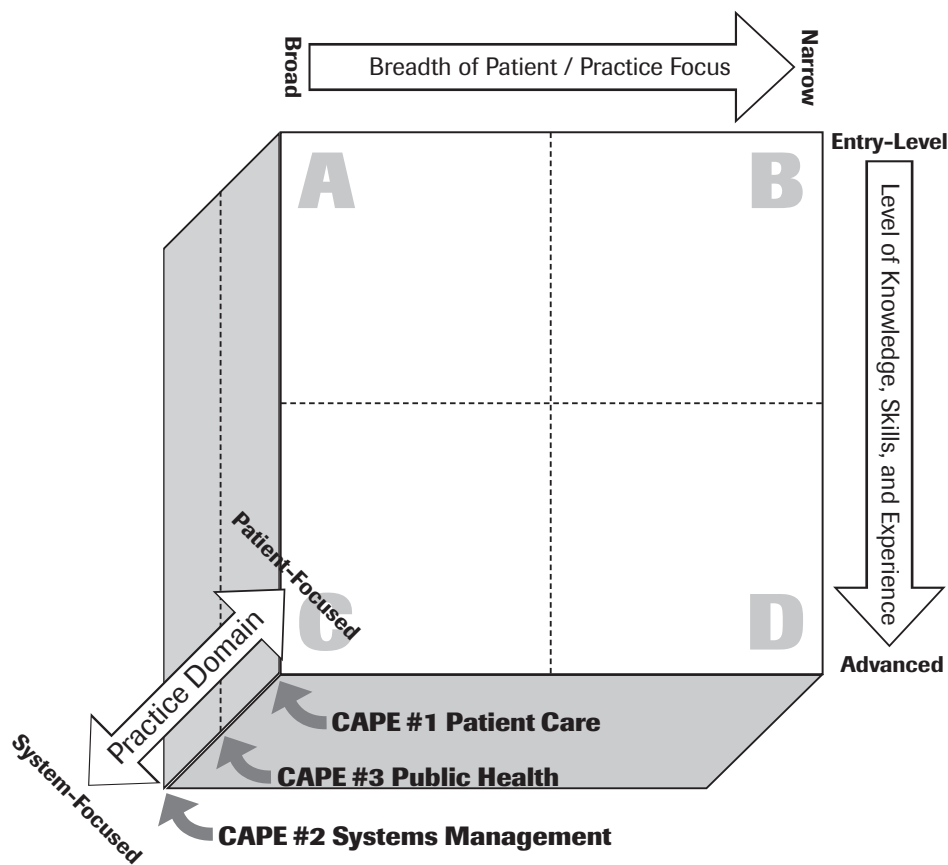 Broad
Breadth of Patient / Practice Focus
Narrow
Entry-Level
A
B
Level of Knowledge, Skills, and Experience
Patient-Focused
C
D
Practice Domain
Advanced
CAPE #1 Patient Care
System-Focused
CAPE #3 Public Health
CAPE #2 Systems Management